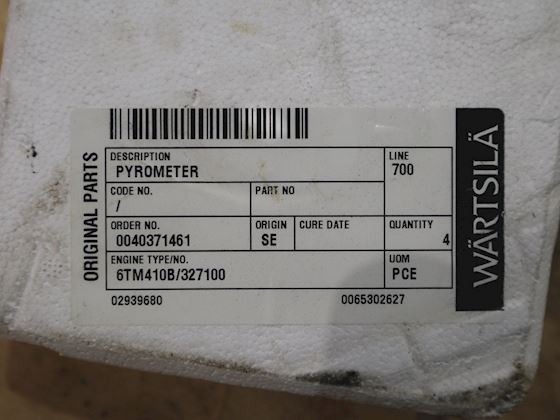 ORIGINAL PARTS
DESCRIPTION
PYROMETER
LINE
700
CODE NO.
/
PART NO
ORDER NO.
0040371461
ORIGIN
SE
CURE DATE
QUANTITY
4
ENGINE TYPE/NO.
6TM410B/327100
UOM
PCE
02939680
0065302627
WÄRTSILÄ